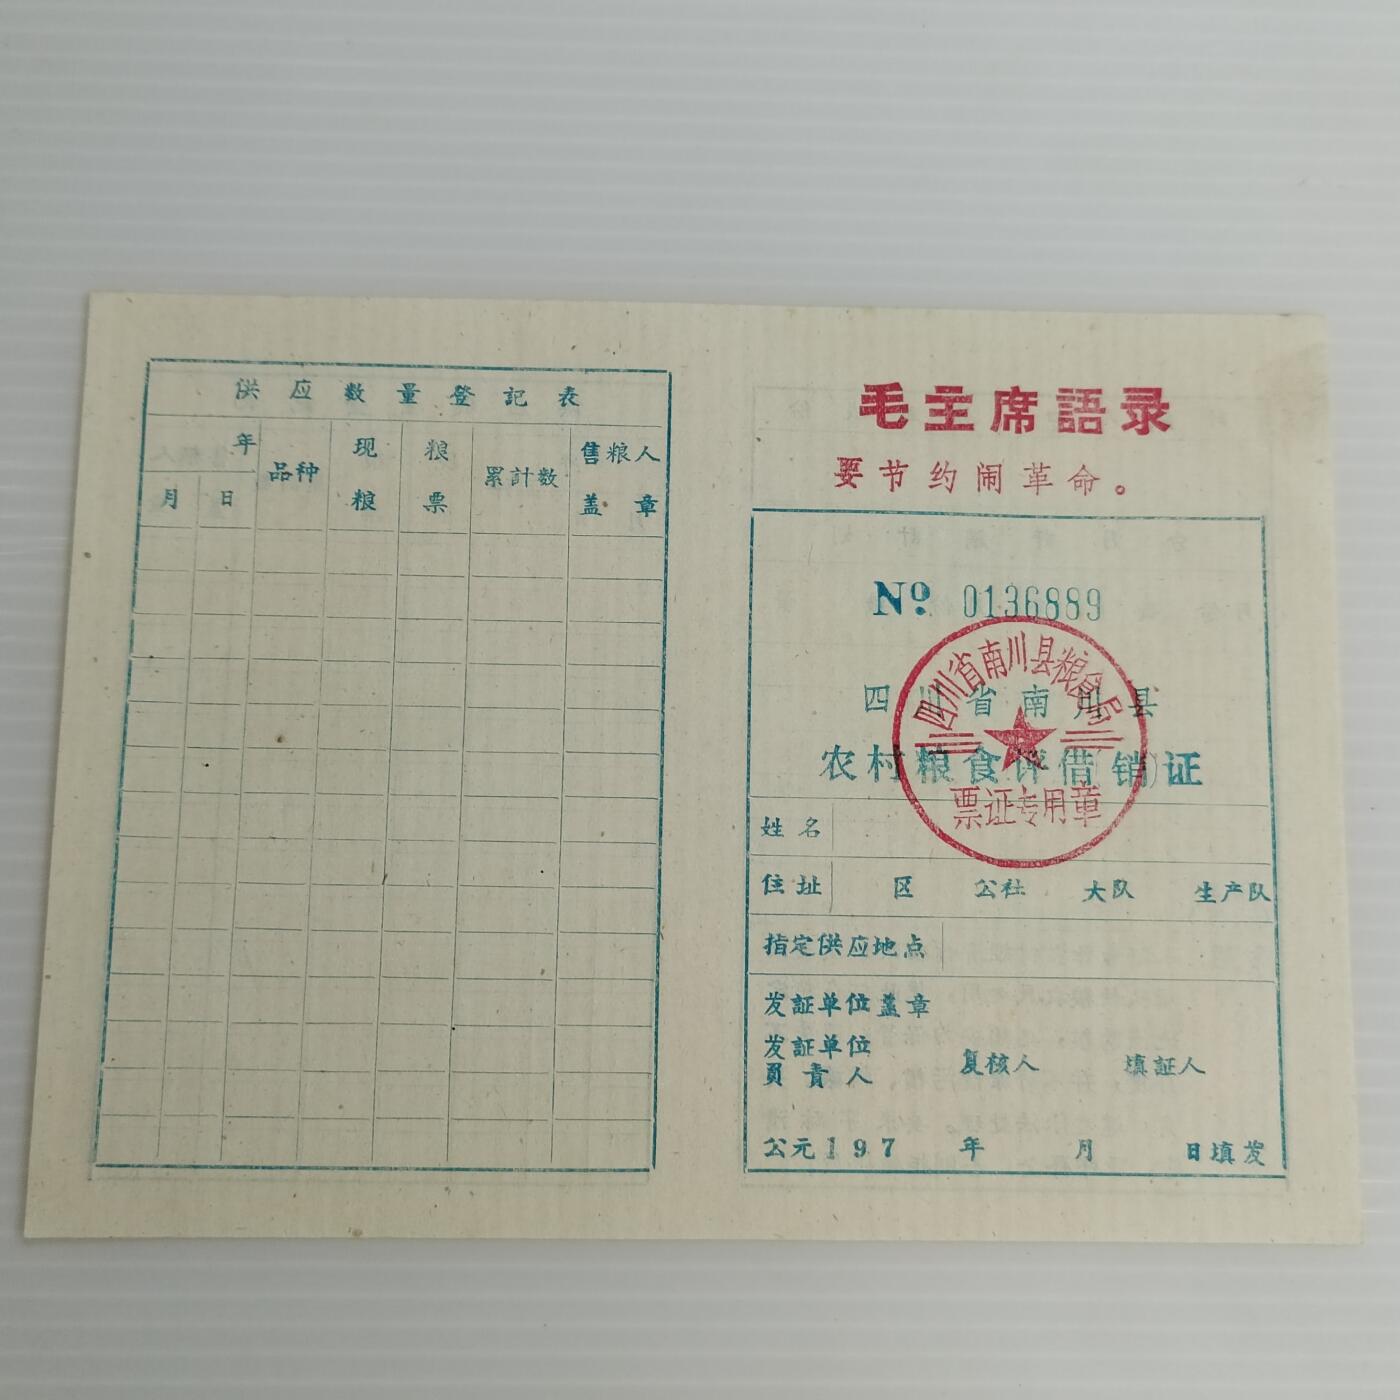 供应数量登記表
年
月 日
品种
现粮
粮票
累計数
售粮人
盖章
毛主席語录
要节约闹革命。
Nº 0136889
四川省南川县
农村粮食评借(销)证
四川省南川县粮食局
票证专用章
姓名
住址 区 公社 大队 生产队
指定供应地点
发証单位盖章
发証单位
負責人 复核人 填証人
公元197 年 月 日填发